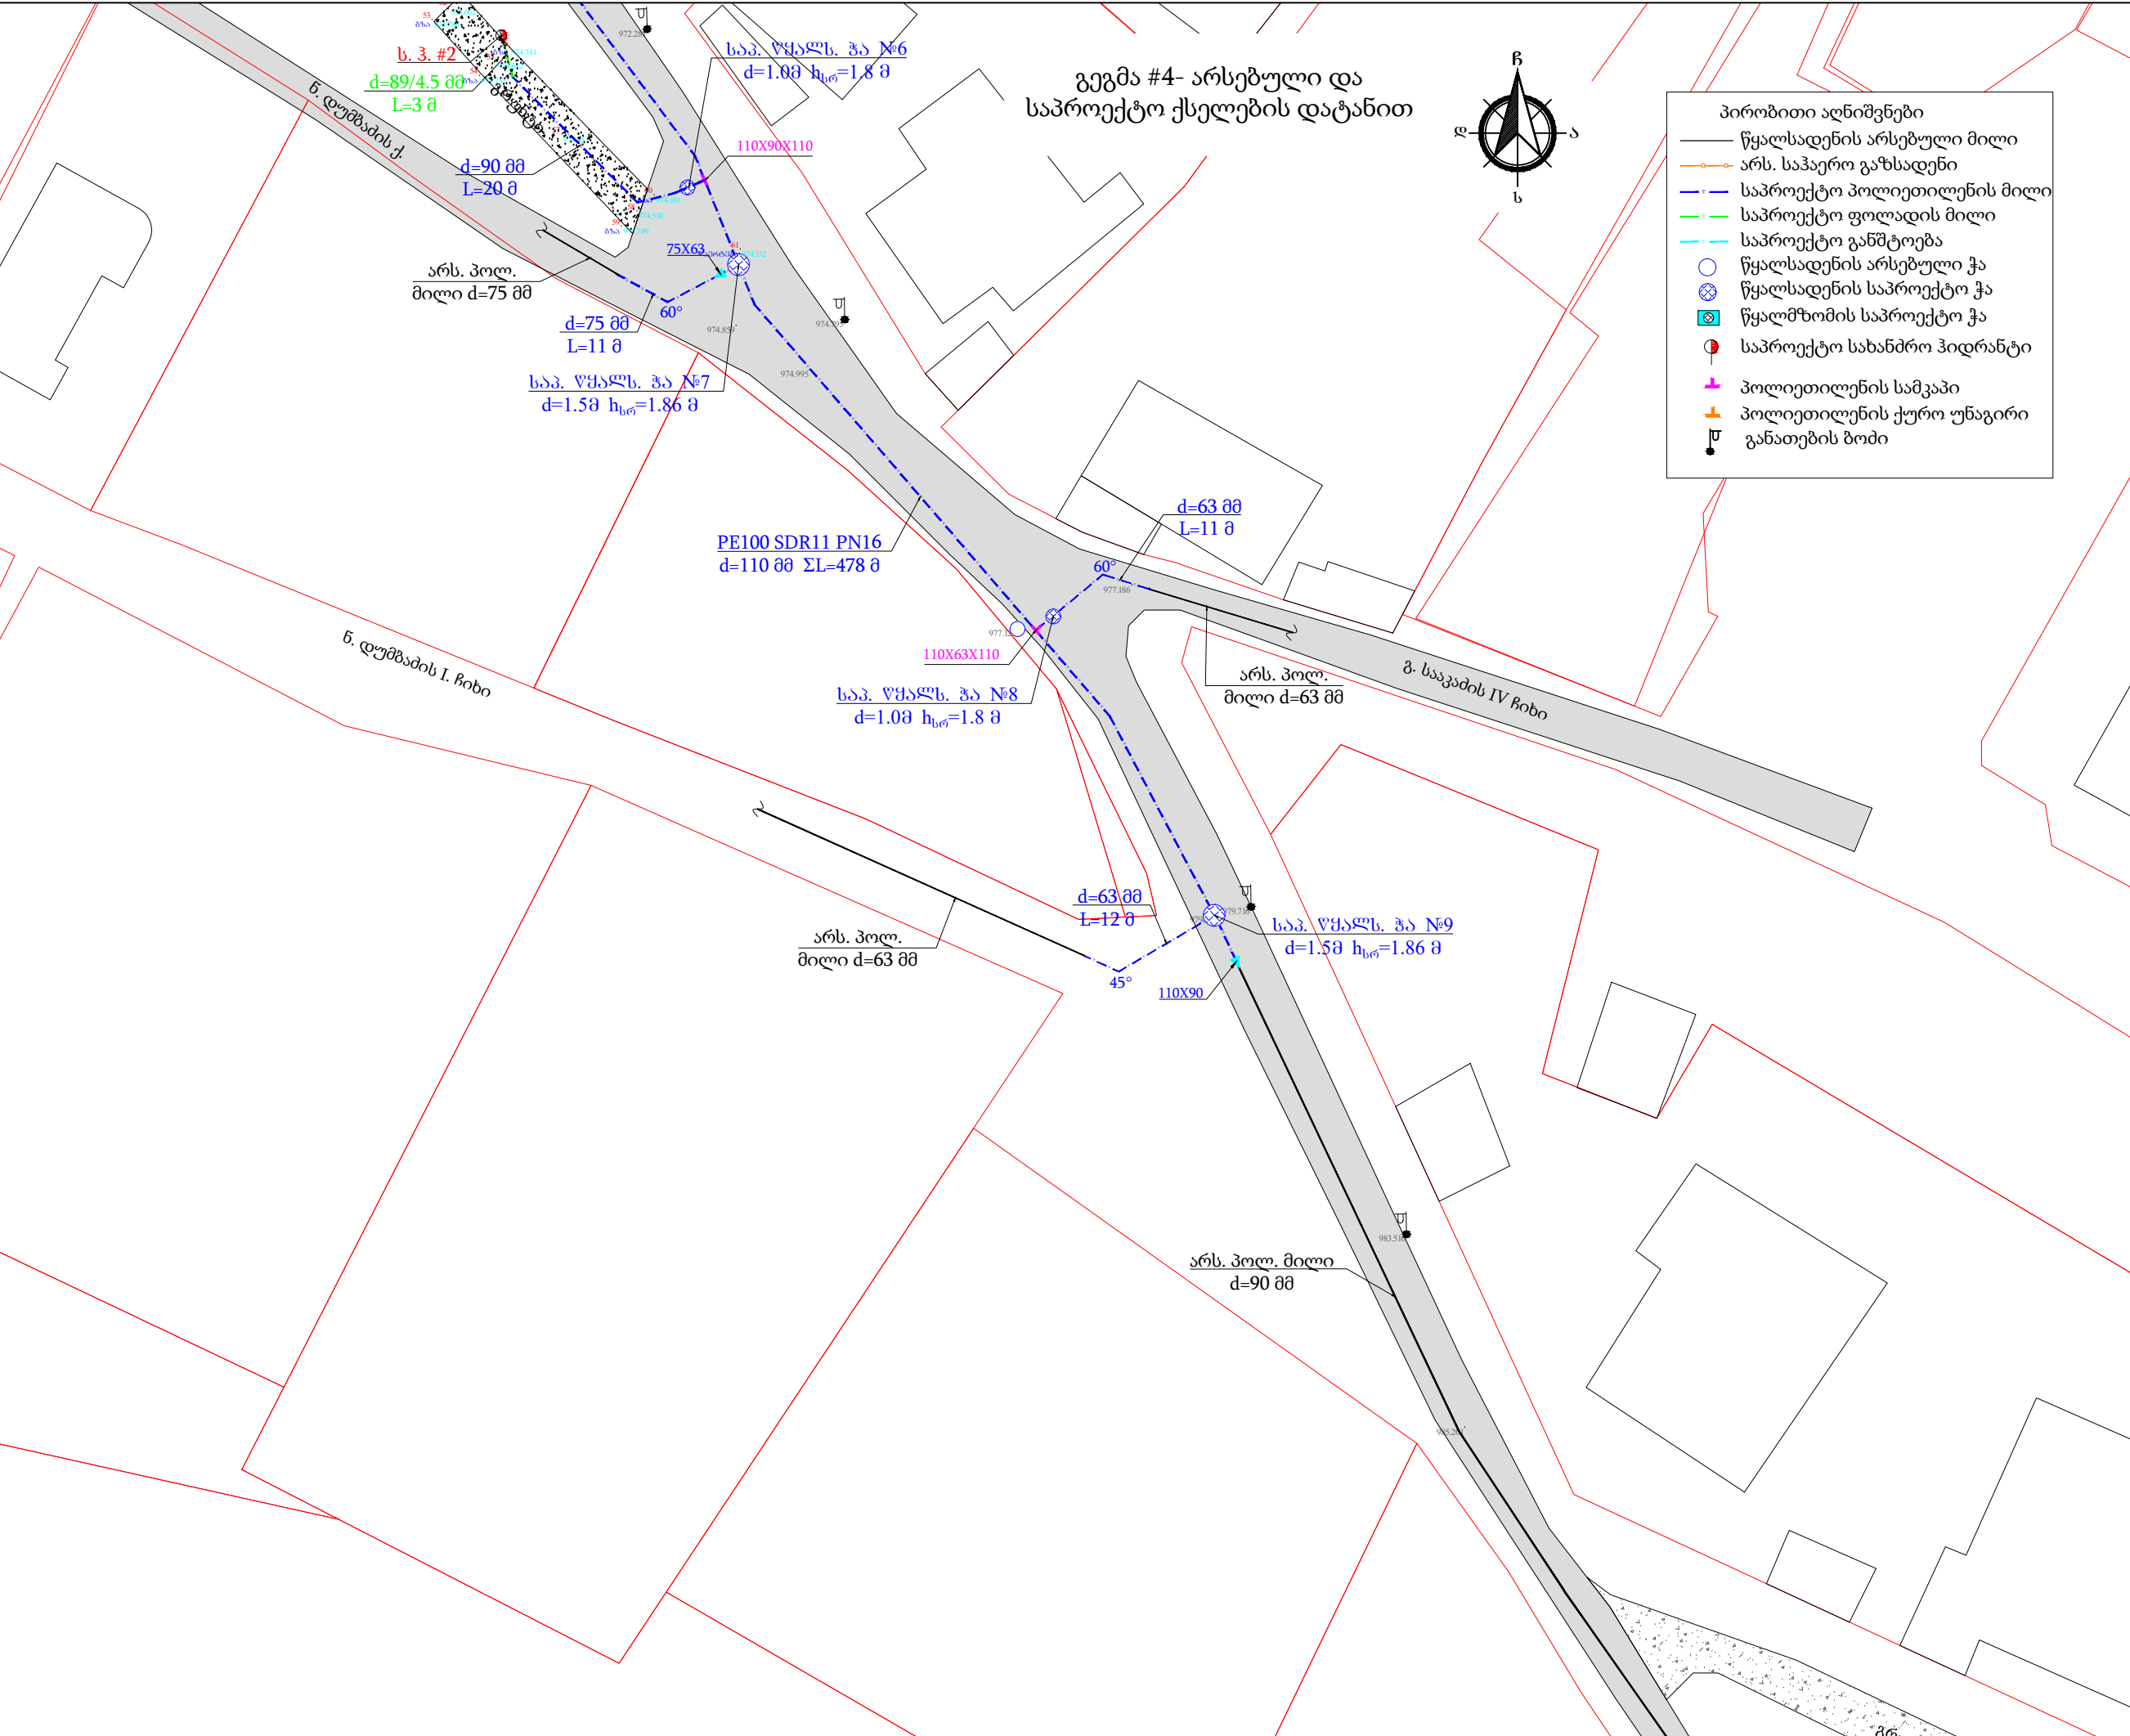 გეგმა #4- არსებული და
საპროექტო ქსელების დატანით
ჩ
დ
ა
ს
პირობითი აღნიშვნები
წყალსადენის არსებული მილი
არს. საჰაერო გაზსადენი
საპროექტო პოლიეთილენის მილი
საპროექტო ფოლადის მილი
საპროექტო განშტოება
წყალსადენის არსებული ჭა
წყალსადენის საპროექტო ჭა
წყალმზომის საპროექტო ჭა
საპროექტო სახანძრო ჰიდრანტი
პოლიეთილენის სამკაპი
პოლიეთილენის ქურო უნაგირი
განათების ბოძი
ს. ჰ. #2
d=89/4.5 მმ
L=3 მ
ნ. დუმბაძის ქ.
d=90 მმ
L=20 მ
საპ. წყალს. ჭა №6
d=1.0მ hსრ=1.8 მ
110X90X110
75X63
არს. პოლ.
მილი d=75 მმ
60°
d=75 მმ
L=11 მ
974.859
974.995
საპ. წყალს. ჭა №7
d=1.5მ hსრ=1.86 მ
PE100 SDR11 PN16
d=110 მმ ΣL=478 მ
d=63 მმ
L=11 მ
60°
977.186
110X63X110
საპ. წყალს. ჭა №8
d=1.0მ hსრ=1.8 მ
არს. პოლ.
მილი d=63 მმ
გ. სააკაძის IV ჩიხი
ნ. დუმბაძის I. ჩიხი
d=63 მმ
L=12 მ
საპ. წყალს. ჭა №9
d=1.5მ hსრ=1.86 მ
არს. პოლ.
მილი d=63 მმ
45°
110X90
არს. პოლ. მილი
d=90 მმ